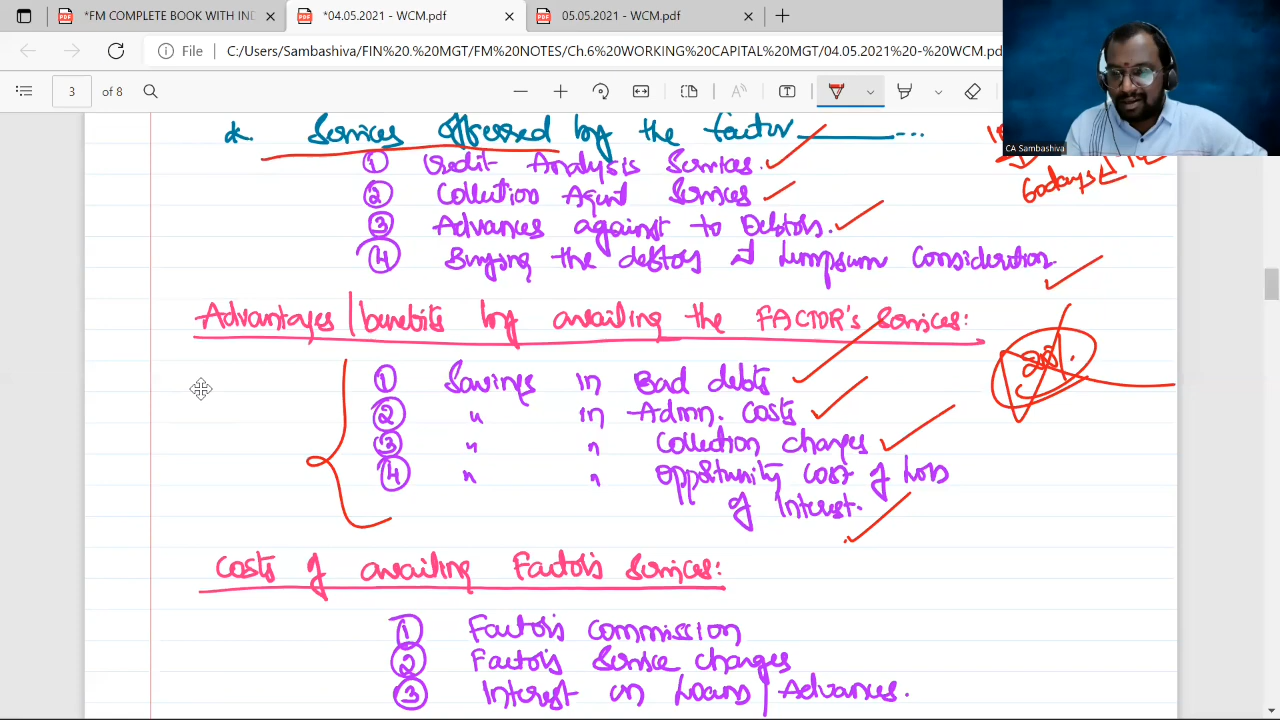 *FM COMPLETE BOOK WITH IND
*04.05.2021 - WCM.pdf
05.05.2021 - WCM.pdf
File
C:/Users/Sambashiva/FIN%20.%20MGT/FM%20NOTES/Ch.6%20WORKING%20CAPITAL%20MGT/04.05.2021%20-%20WCM.pd
3 of 8
CA Sambashiva
Services offered by the factor
① Credit Analysis Services.
② Collection Agent Services
③ Advances against to Debtors.
60days
④ Buying the debtors at lumpsum Consideration.
Advantages | benefits by availing the FACTOR's Services:
① Savings in Bad debts
20%.
② " in Admn. Costs
③ " " Collection charges
④ " " Opportunity cost of Loss
of Interest.
Costs of availing Factor's Services:
① Factor's Commission
② Factor's Service charges
③ Interest on Loans | Advances.